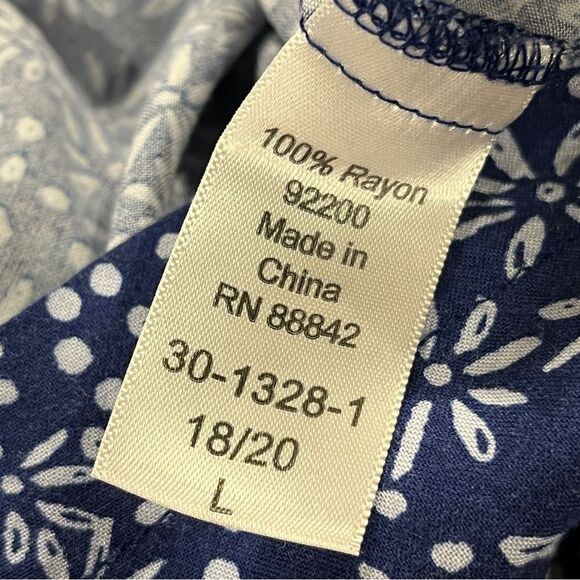 100% Rayon
92200
Made in
China
RN 88842
30-1328-1
18/20
L